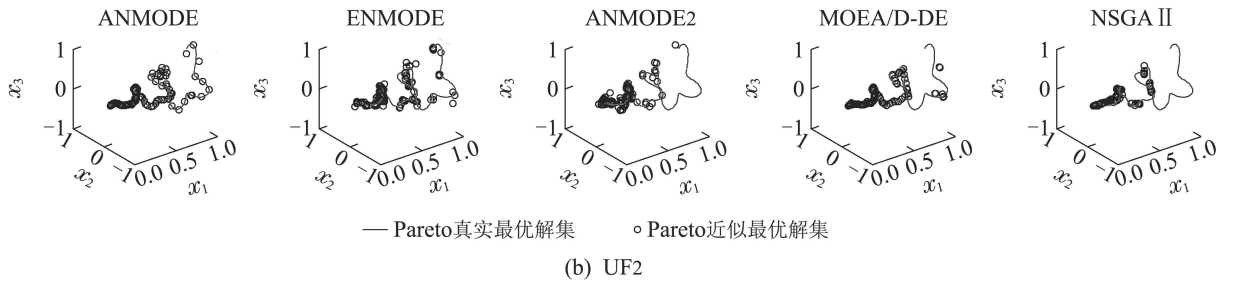 ANMODE ENMODE ANMODE2 MOEA/D-DE NSGAⅡ
1 1 1 1 1
x₃ 0 x₃ 0 x₃ 0 x₃ 0 x₃ 0
−1 −1 −1 −1 −1
1 0 −1 0.0 0.5 1.0 1 0 −1 0.0 0.5 1.0 1 0 −1 0.0 0.5 1.0 1 0 −1 0.0 0.5 1.0 1 0 −1 0.0 0.5 1.0
x₂ x₁ x₂ x₁ x₂ x₁ x₂ x₁ x₂ x₁
Pareto真实最优解集 Pareto近似最优解集
(b) UF2